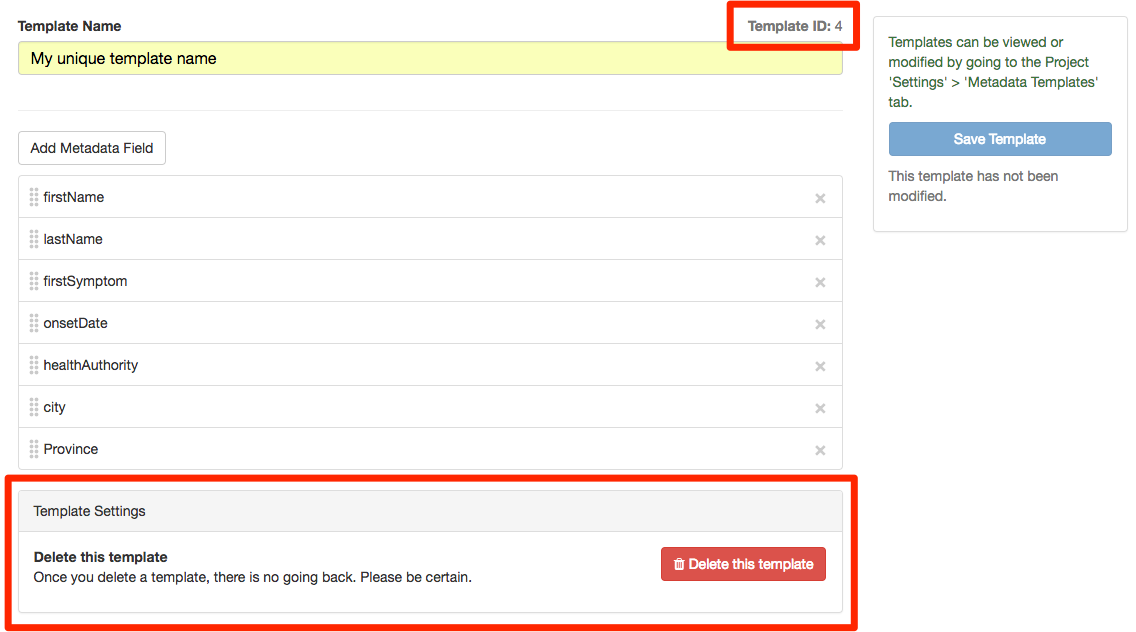 Template Name
Template ID: 4
My unique template name
Add Metadata Field
firstName
lastName
firstSymptom
onsetDate
healthAuthority
city
Province
Template Settings
Delete this template
Once you delete a template, there is no going back. Please be certain.
Delete this template
Templates can be viewed or
modified by going to the Project
'Settings' > 'Metadata Templates'
tab.
Save Template
This template has not been
modified.